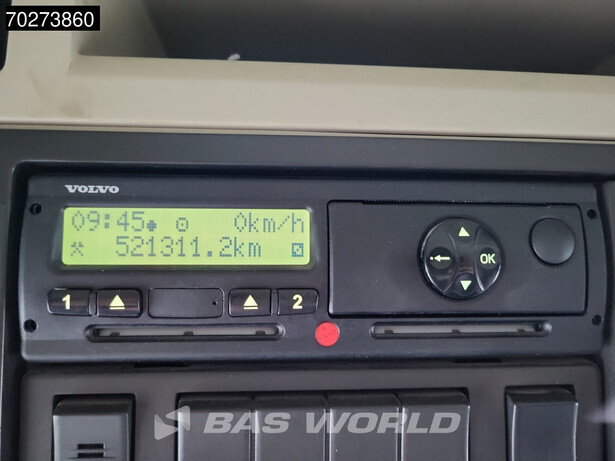 70273860
VOLVO
09:45 0km/h
521311.2km
1 2
OK
BAS WORLD